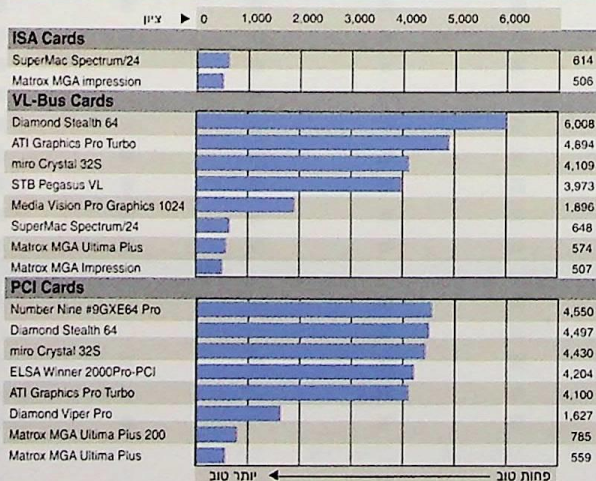 ציון ▶ 0 1,000 2,000 3,000 4,000 5,000 6,000
ISA Cards
SuperMac Spectrum/24 614
Matrox MGA impression 506
VL-Bus Cards
Diamond Stealth 64 6,008
ATI Graphics Pro Turbo 4,894
miro Crystal 32S 4,109
STB Pegasus VL 3,973
Media Vision Pro Graphics 1024 1,896
SuperMac Spectrum/24 648
Matrox MGA Ultima Plus 574
Matrox MGA Impression 507
PCI Cards
Number Nine #9GXE64 Pro 4,550
Diamond Stealth 64 4,497
miro Crystal 32S 4,430
ELSA Winner 2000Pro-PCI 4,204
ATI Graphics Pro Turbo 4,100
Diamond Viper Pro 1,627
Matrox MGA Ultima Plus 200 785
Matrox MGA Ultima Plus 559
פחות טוב ◀ יותר טוב